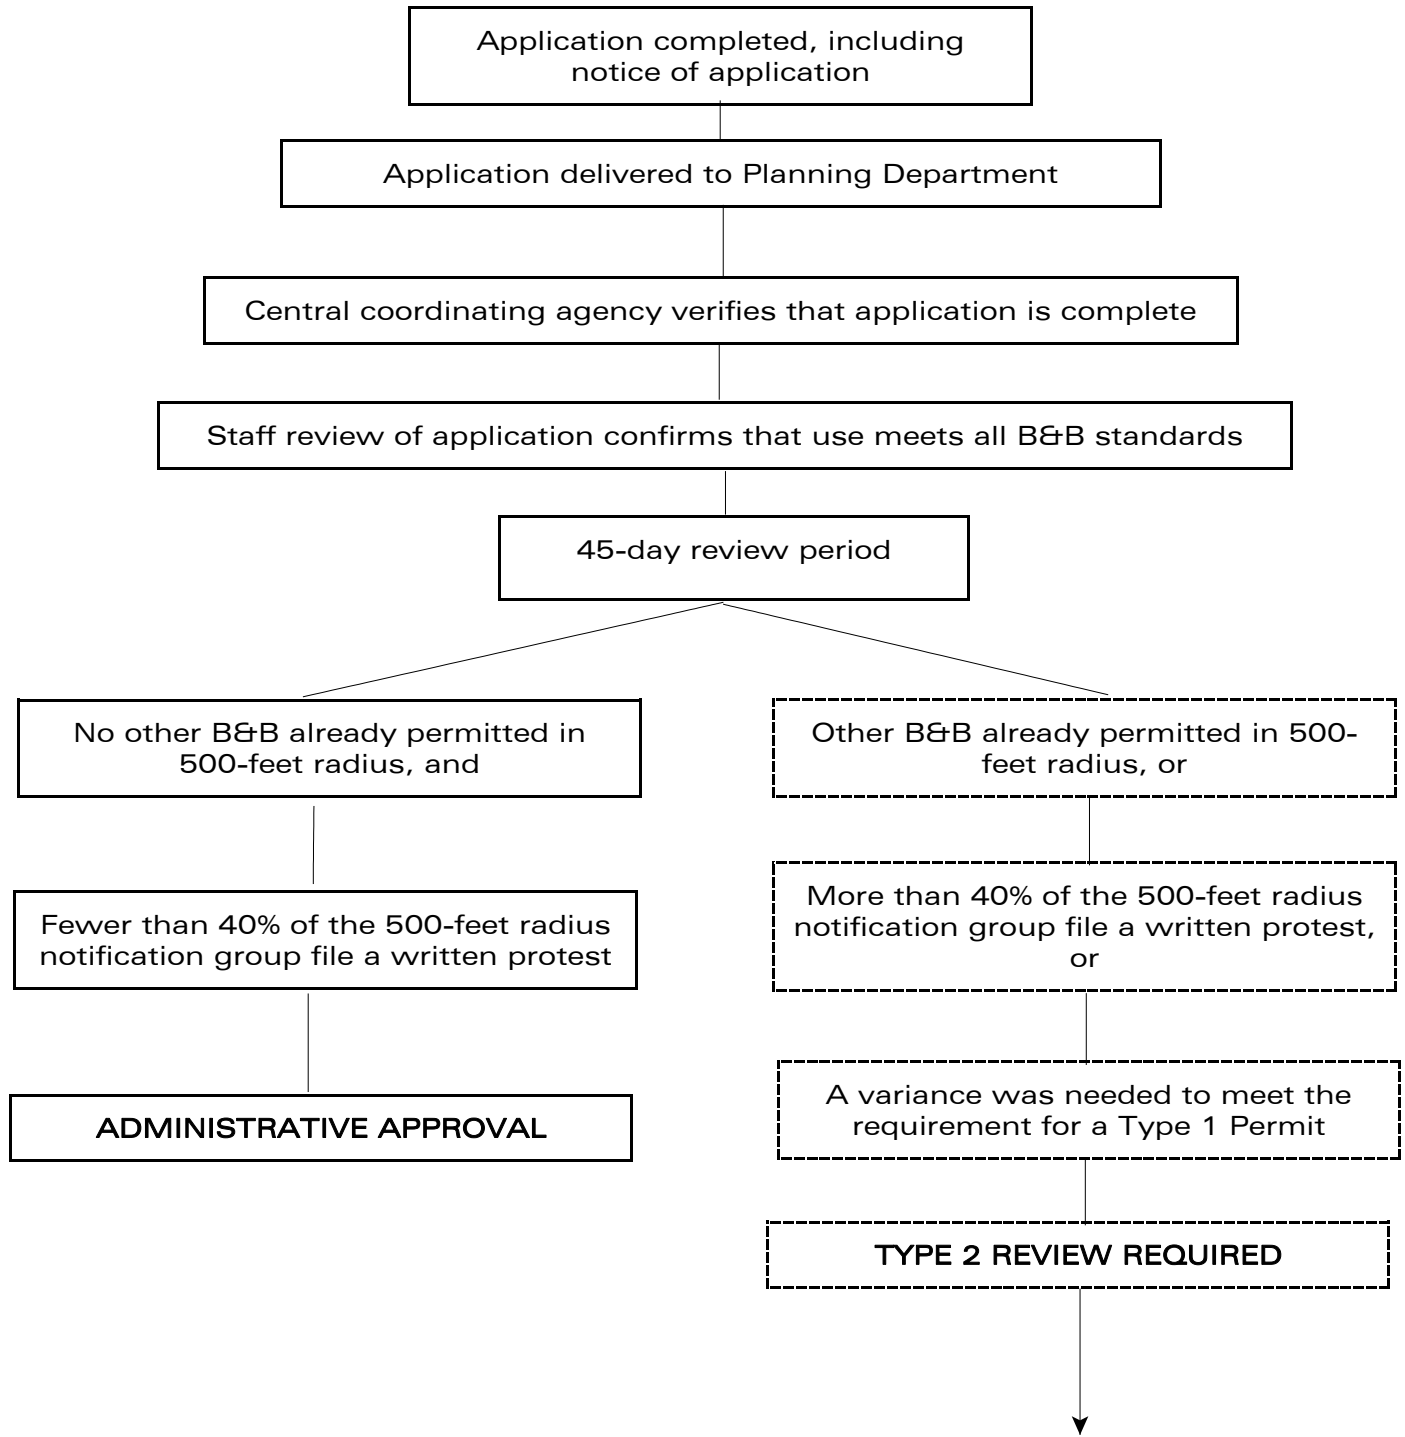 Application completed, including
notice of application
Application delivered to Planning Department
Central coordinating agency verifies that application is complete
Staff review of application confirms that use meets all B&B standards
45-day review period
No other B&B already permitted in
500-feet radius, and
Fewer than 40% of the 500-feet radius
notification group file a written protest
ADMINISTRATIVE APPROVAL
Other B&B already permitted in 500-
feet radius, or
More than 40% of the 500-feet radius
notification group file a written protest,
or
A variance was needed to meet the
requirement for a Type 1 Permit
TYPE 2 REVIEW REQUIRED